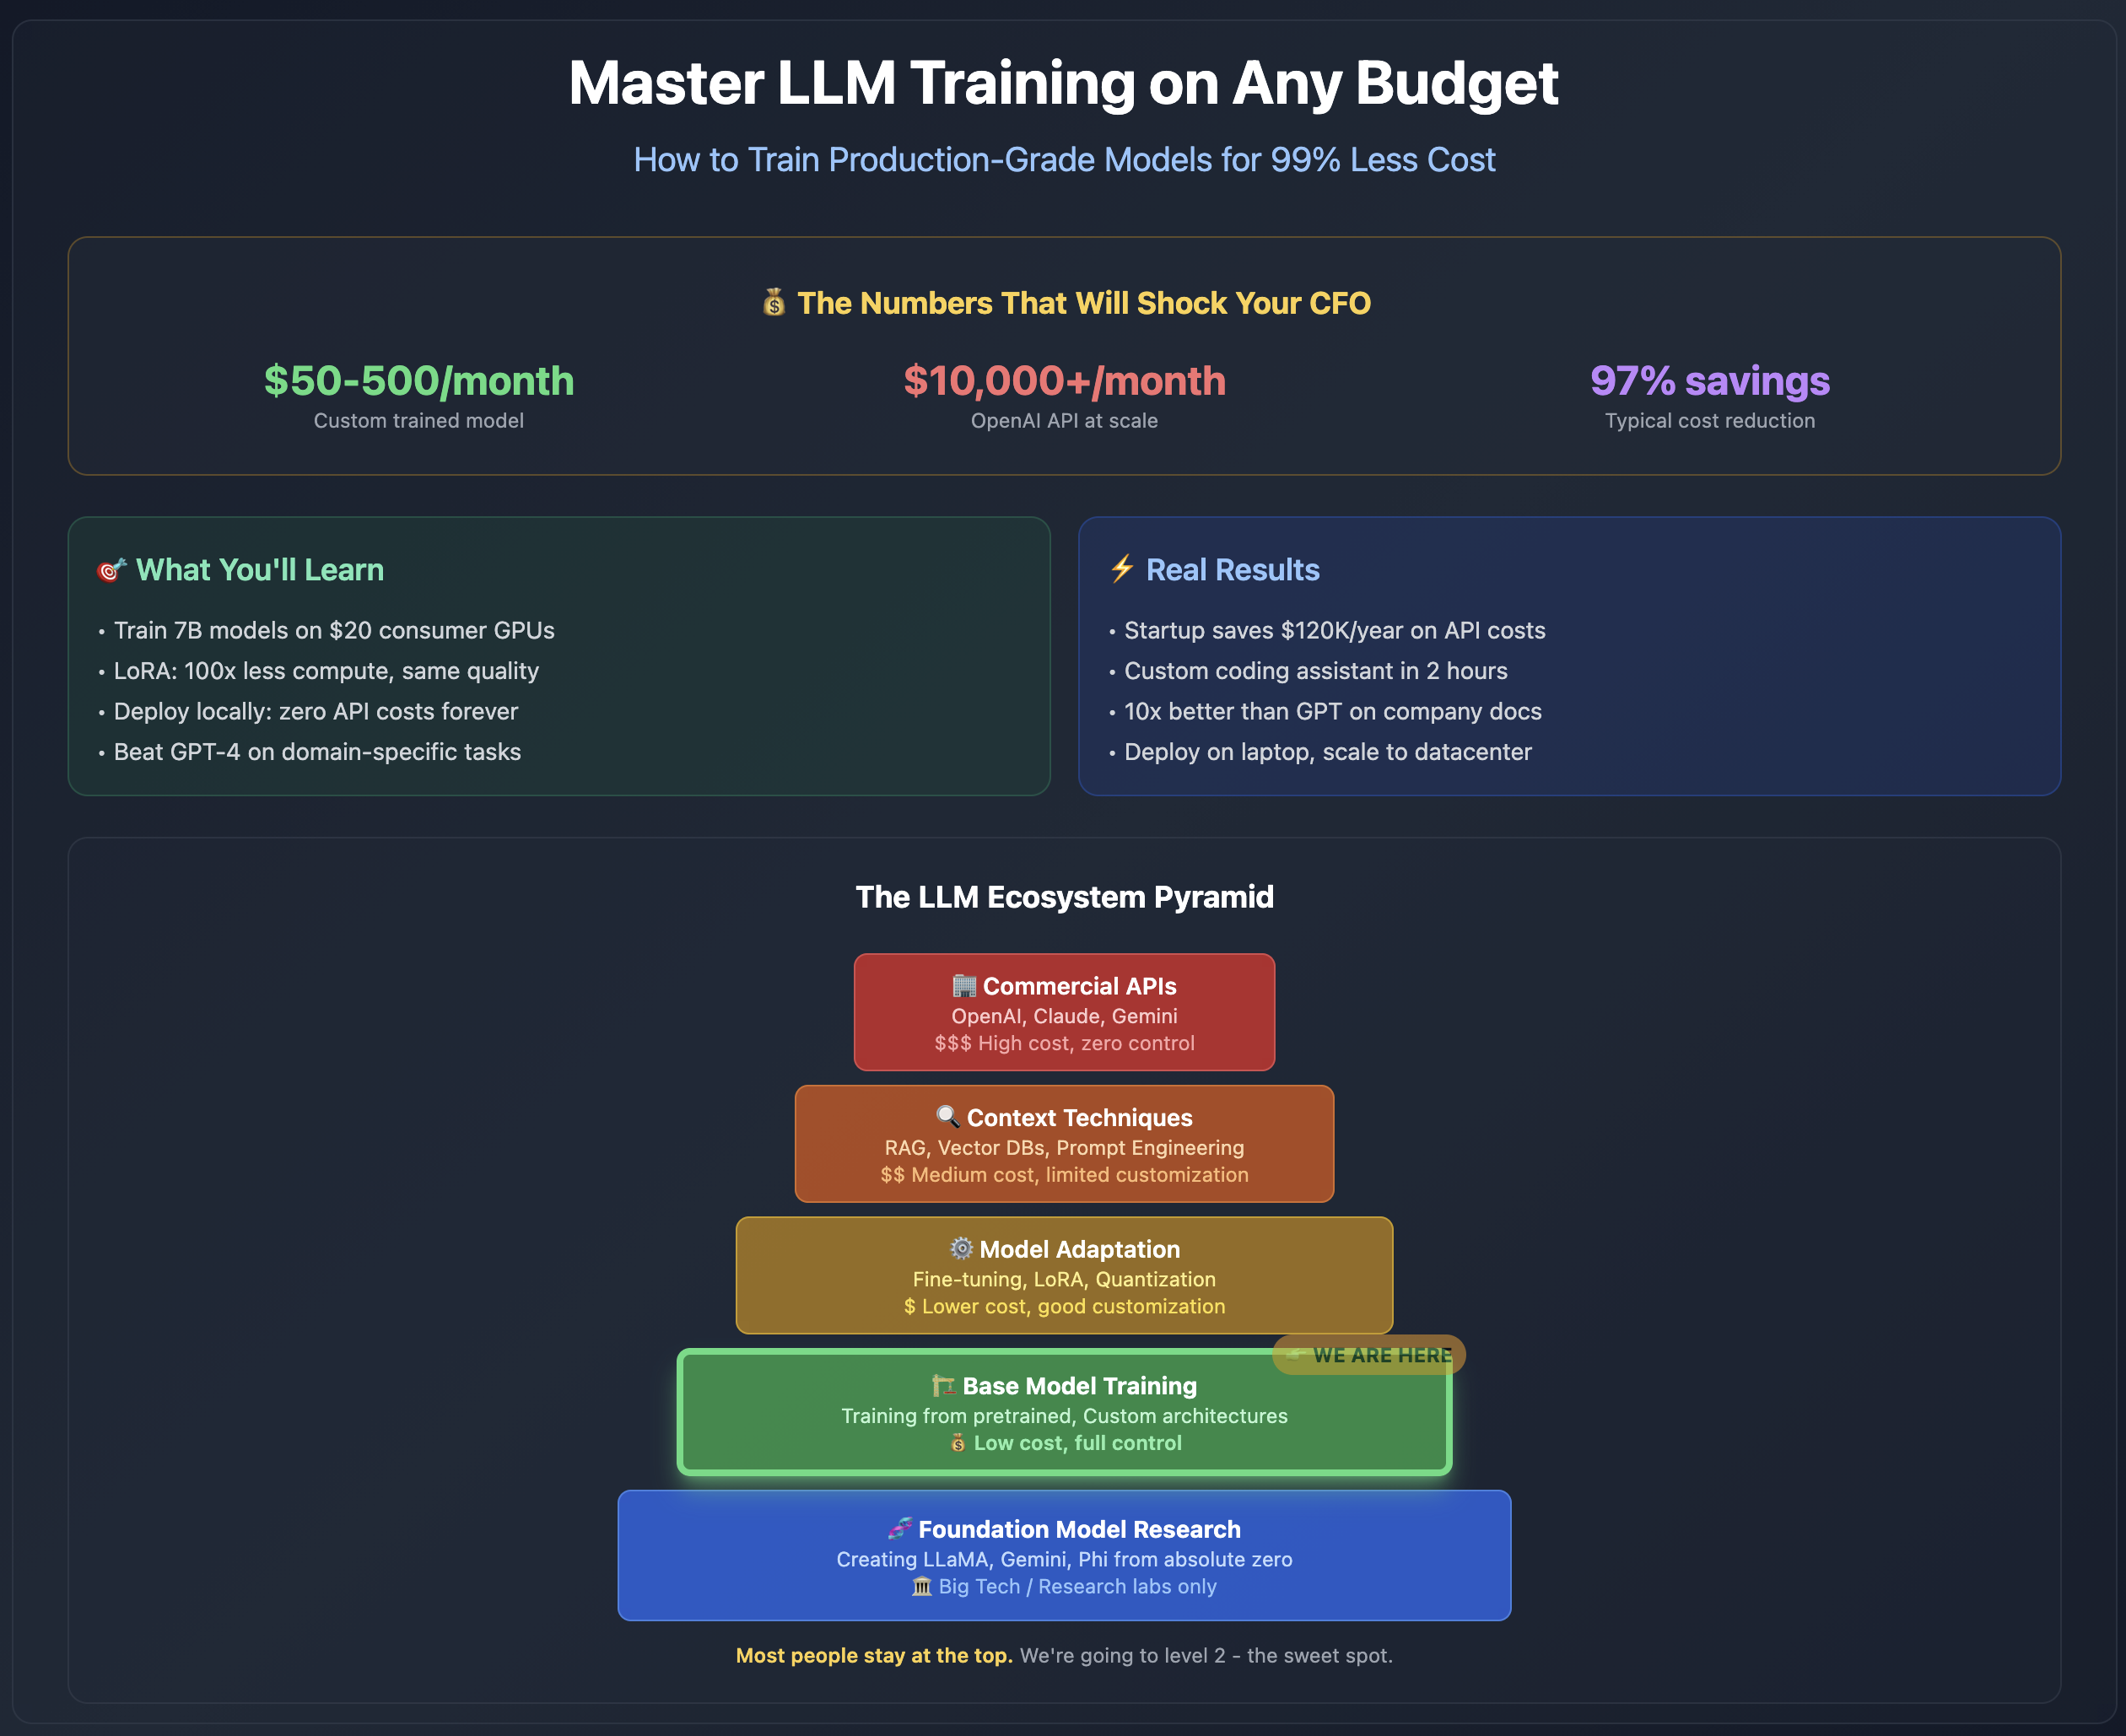 Master LLM Training on Any Budget
How to Train Production-Grade Models for 99% Less Cost
💰 The Numbers That Will Shock Your CFO
$50-500/month
Custom trained model
$10,000+/month
OpenAI API at scale
97% savings
Typical cost reduction
🎯 What You'll Learn
• Train 7B models on $20 consumer GPUs
• LoRA: 100x less compute, same quality
• Deploy locally: zero API costs forever
• Beat GPT-4 on domain-specific tasks
⚡ Real Results
• Startup saves $120K/year on API costs
• Custom coding assistant in 2 hours
• 10x better than GPT on company docs
• Deploy on laptop, scale to datacenter
The LLM Ecosystem Pyramid
🏢 Commercial APIs
OpenAI, Claude, Gemini
$$$ High cost, zero control
🔍 Context Techniques
RAG, Vector DBs, Prompt Engineering
$$ Medium cost, limited customization
⚙️ Model Adaptation
Fine-tuning, LoRA, Quantization
$ Lower cost, good customization
👉 WE ARE HERE
🏗️ Base Model Training
Training from pretrained, Custom architectures
💰 Low cost, full control
🧬 Foundation Model Research
Creating LLaMA, Gemini, Phi from absolute zero
🏛️ Big Tech / Research labs only
Most people stay at the top. We're going to level 2 - the sweet spot.